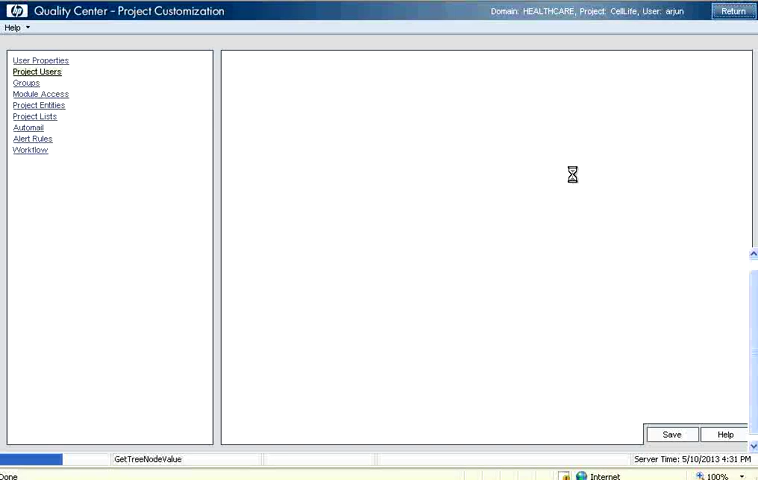 hp Quality Center - Project Customization Domain: HEALTHCARE, Project: CellLife, User: arjun Return
Help
User Properties
Project Users
Groups
Module Access
Project Entities
Project Lists
Automail
Alert Rules
Workflow
Save Help
GetTreeNodeValue Server Time: 5/10/2013 4:31 PM
Done Internet 100%